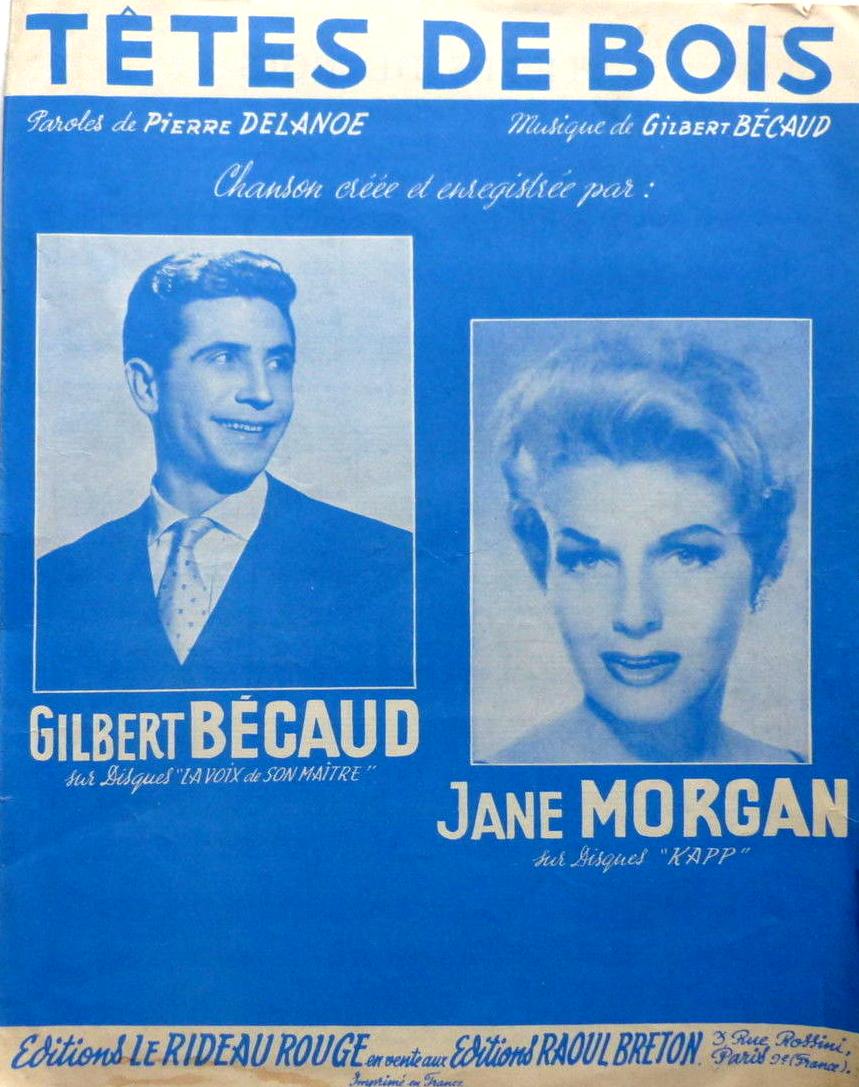 TÊTES DE BOIS
Paroles de PIERRE DELANOE
Musique de GILBERT BÉCAUD
Chanson créée et enregistrée par :
GILBERT BÉCAUD
sur Disques "LA VOIX de SON MAÎTRE"
JANE MORGAN
sur Disques "KAPP"
Editions LE RIDEAU ROUGE en vente aux Editions RAOUL BRETON. 3 Rue Rossini,
Paris 9e (France).
Imprimé en France